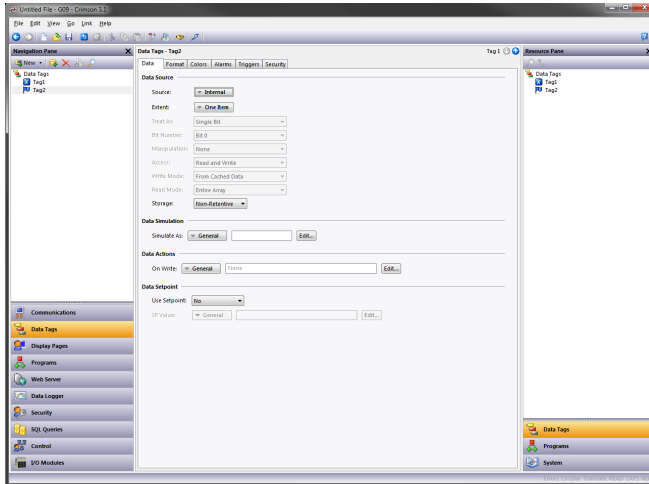 Untitled File - G09 - Crimson 3.1
File Edit View Go Link Help
Navigation Pane
New
Data Tags
Tag1
Tag2
Communications
Data Tags
Display Pages
Programs
Web Server
Data Logger
Security
SQL Queries
Control
I/O Modules
Data Tags - Tag2
Tag 1
Data Format Colors Alarms Triggers Security
Data Source
Source: Internal
Extent: One Item
Treat As: Single Bit
Bit Number: Bit 0
Manipulation: None
Access: Read and Write
Write Mode: From Cached Data
Read Mode: Entire Array
Storage: Non-Retentive
Data Simulation
Simulate As: General Edit...
Data Actions
On Write: General None Edit...
Data Setpoint
Use Setpoint: No
SP Value: General Edit...
Resource Pane
Data Tags
Tag1
Tag2
Data Tags
Programs
System
Errors Circular Translate READ CAPS